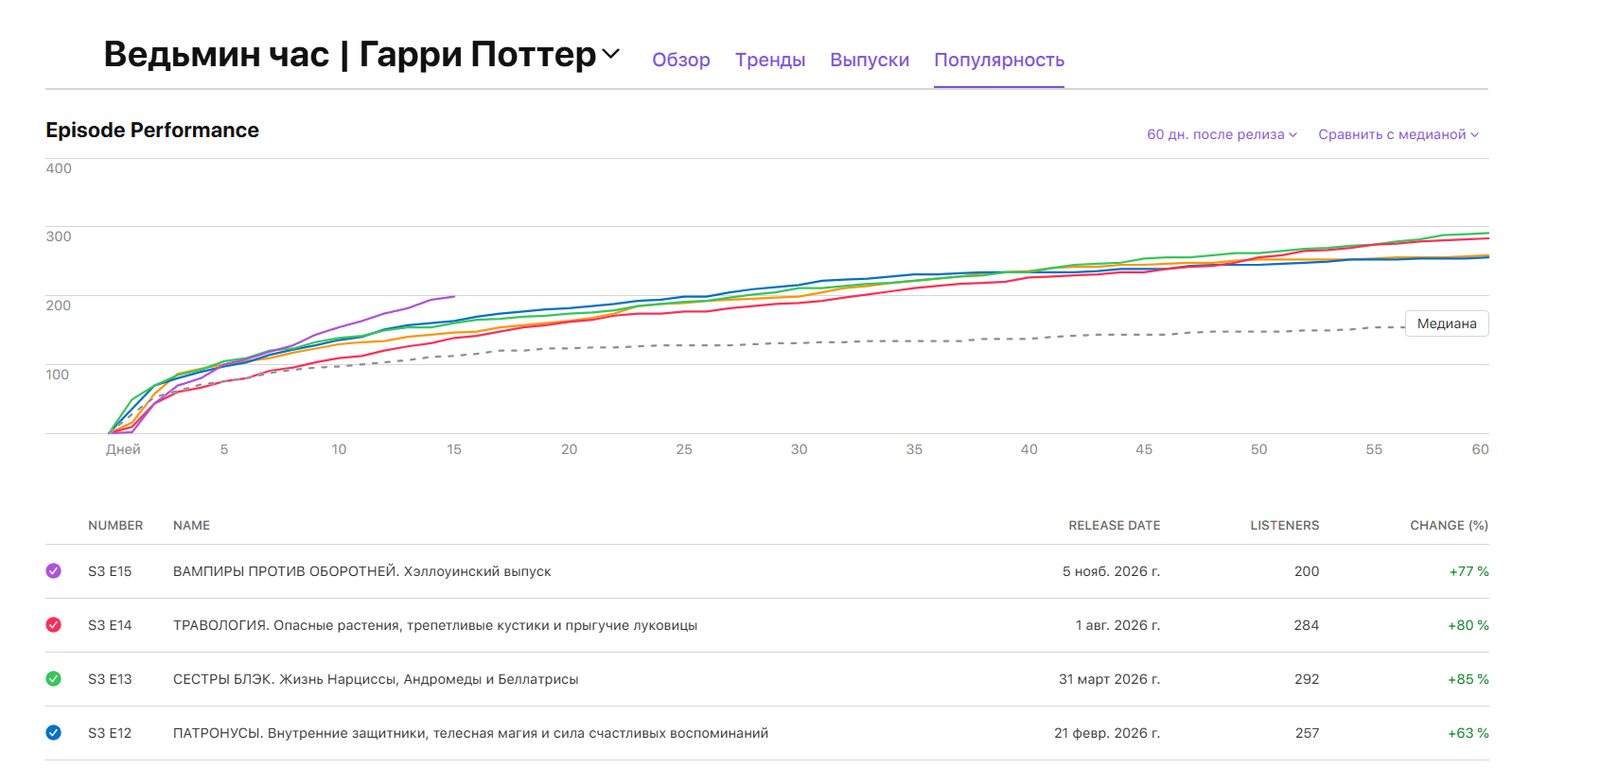 Ведьмин час | Гарри Поттер
Обзор Тренды Выпуски Популярность
Episode Performance
60 дн. после релиза Сравнить с медианой
400
300
200
100
Медиана
Дней 5 10 15 20 25 30 35 40 45 50 55 60
NUMBER NAME RELEASE DATE LISTENERS CHANGE (%)
S3 E15 ВАМПИРЫ ПРОТИВ ОБОРОТНЕЙ. Хэллоуинский выпуск 5 нояб. 2026 г. 200 +77 %
S3 E14 ТРАВОЛОГИЯ. Опасные растения, трепетливые кустики и прыгучие луковицы 1 авг. 2026 г. 284 +80 %
S3 E13 СЕСТРЫ БЛЭК. Жизнь Нарциссы, Андромеды и Беллатрисы 31 март 2026 г. 292 +85 %
S3 E12 ПАТРОНУСЫ. Внутренние защитники, телесная магия и сила счастливых воспоминаний 21 февр. 2026 г. 257 +63 %